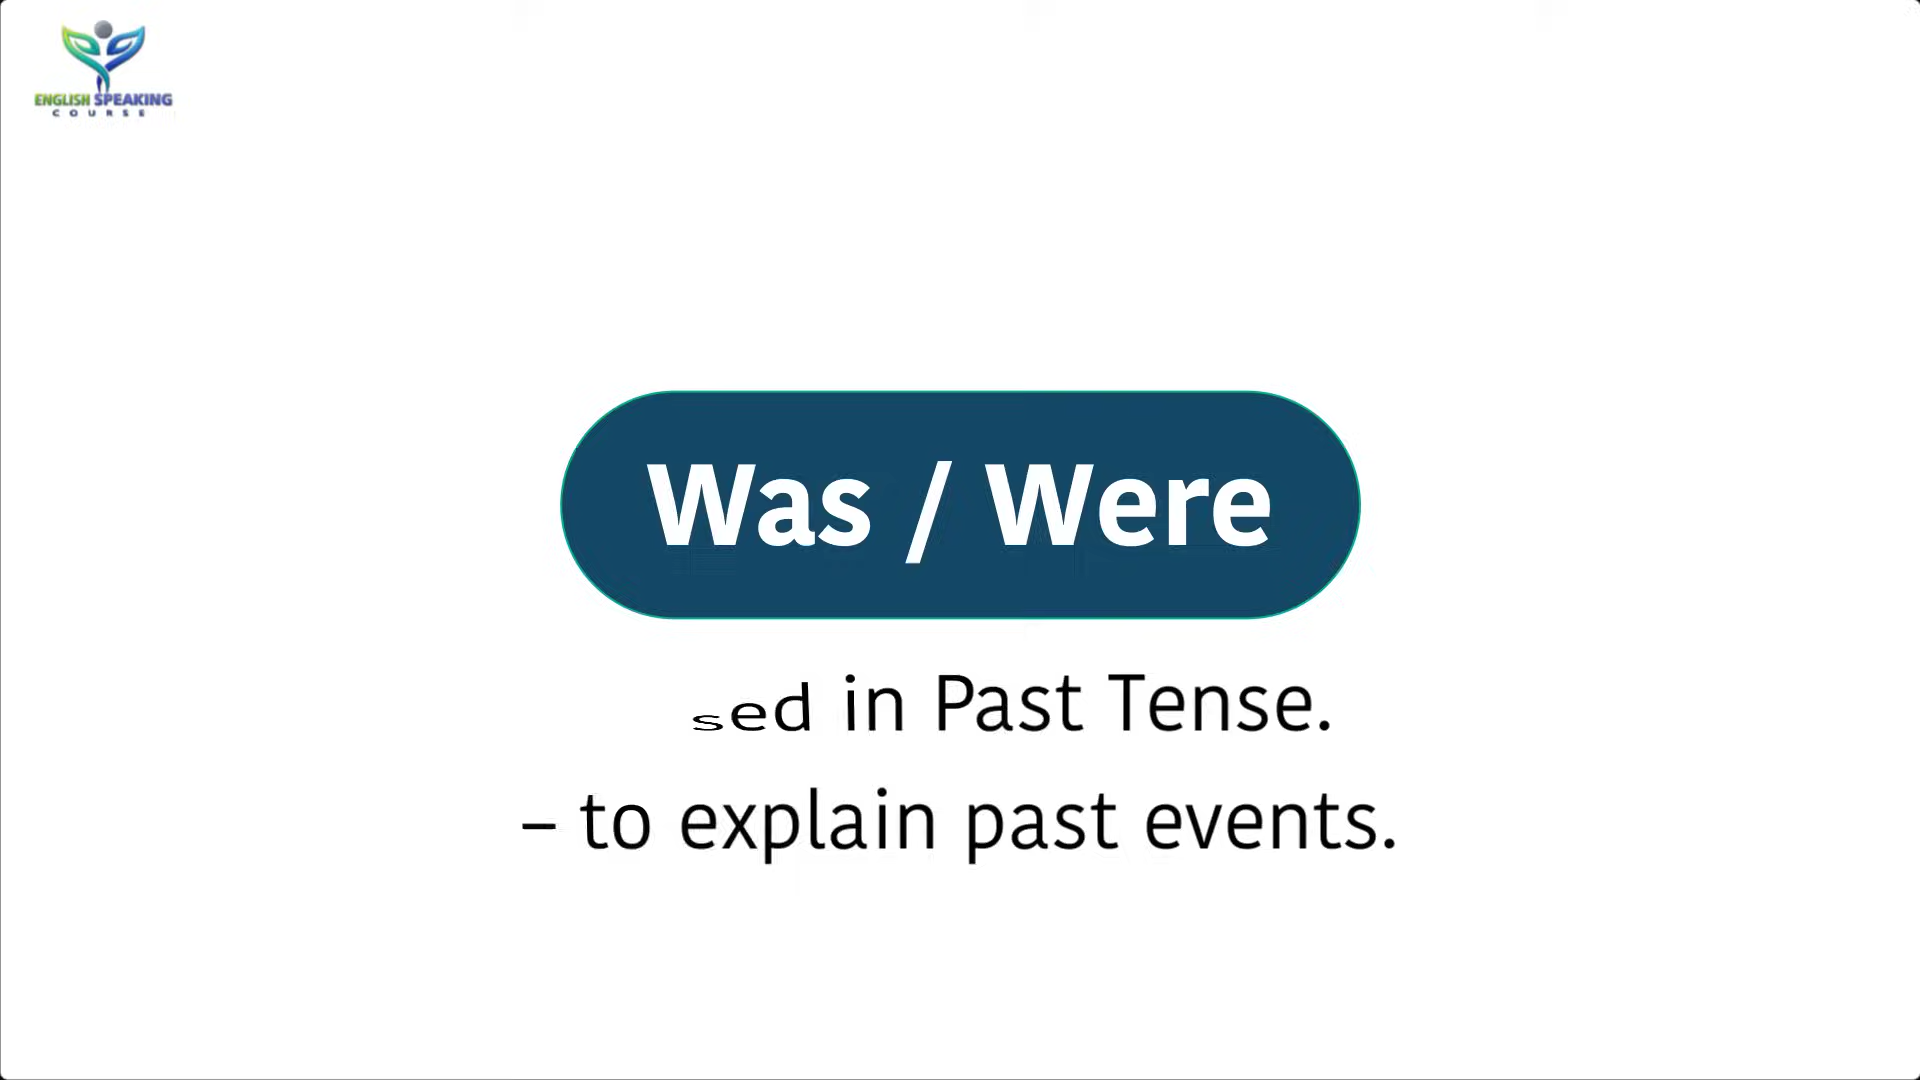 ENGLISH SPEAKING
COURSE
Was / Were
sed in Past Tense.
– to explain past events.